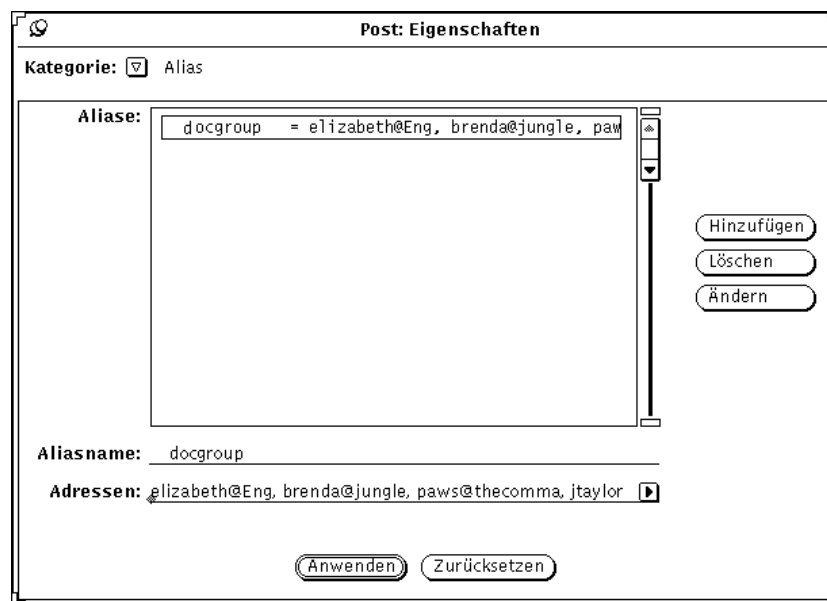 Post: Eigenschaften
Kategorie: Alias
Aliase:
docgroup = elizabeth@Eng, brenda@jungle, paw
Hinzufügen
Löschen
Ändern
Aliasname: docgroup
Adressen: elizabeth@Eng, brenda@jungle, paws@thecomma, jtaylor
Anwenden Zurücksetzen